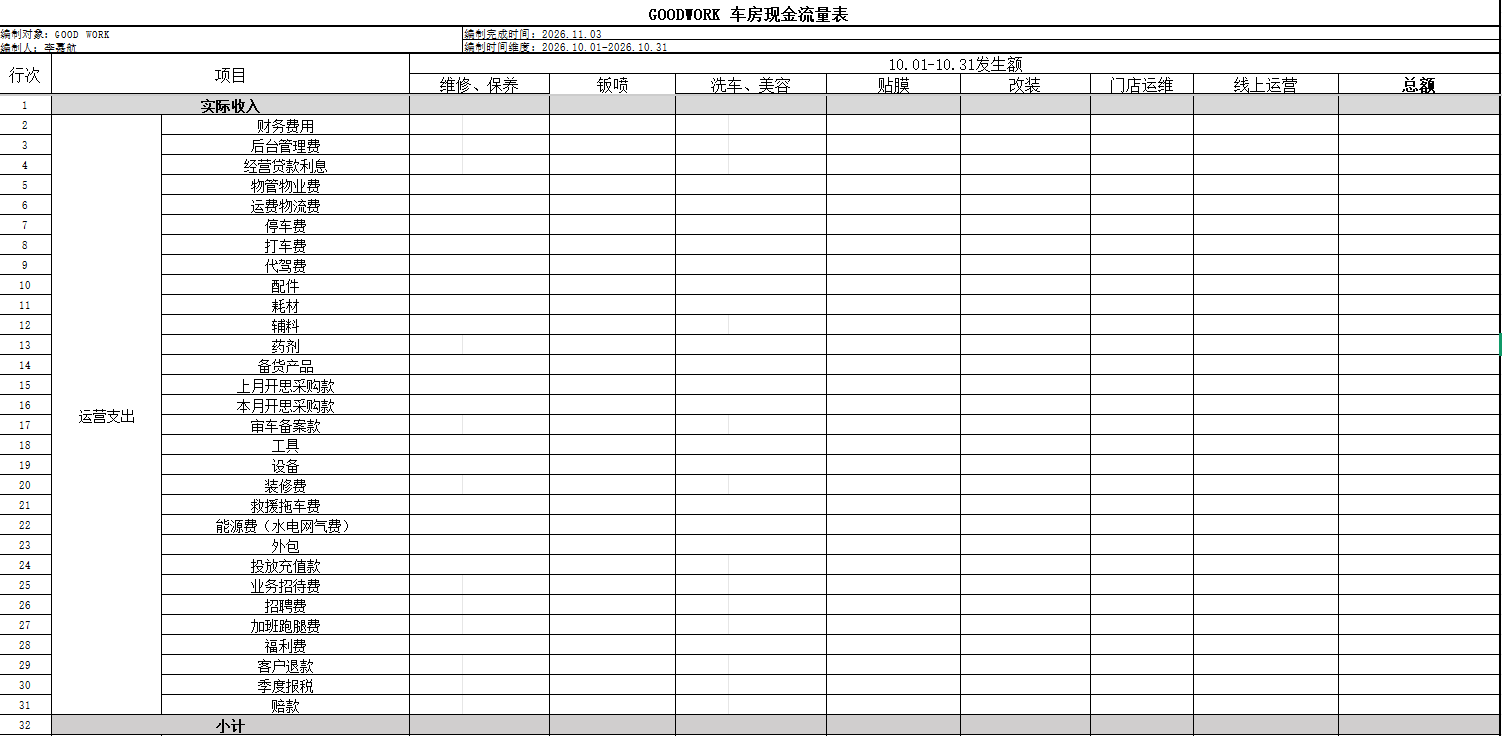 GOODWORK 车房现金流量表
编制对象：GOOD WORK 编制完成时间：2026.11.03
编制人：李嘉航 编制时间维度：2026.10.01-2026.10.31
行次 项目 10.01-10.31发生额
维修、保养 钣喷 洗车、美容 贴膜 改装 门店运维 线上运营 总额
1 实际收入
运营支出
2 财务费用
3 后台管理费
4 经营贷款利息
5 物管物业费
6 运费物流费
7 停车费
8 打车费
9 代驾费
10 配件
11 耗材
12 辅料
13 药剂
14 备货产品
15 上月开思采购款
16 本月开思采购款
17 审车备案款
18 工具
19 设备
20 装修费
21 救援拖车费
22 能源费（水电网气费）
23 外包
24 投放充值款
25 业务招待费
26 招聘费
27 加班跑腿费
28 福利费
29 客户退款
30 季度报税
31 赔款
32 小计